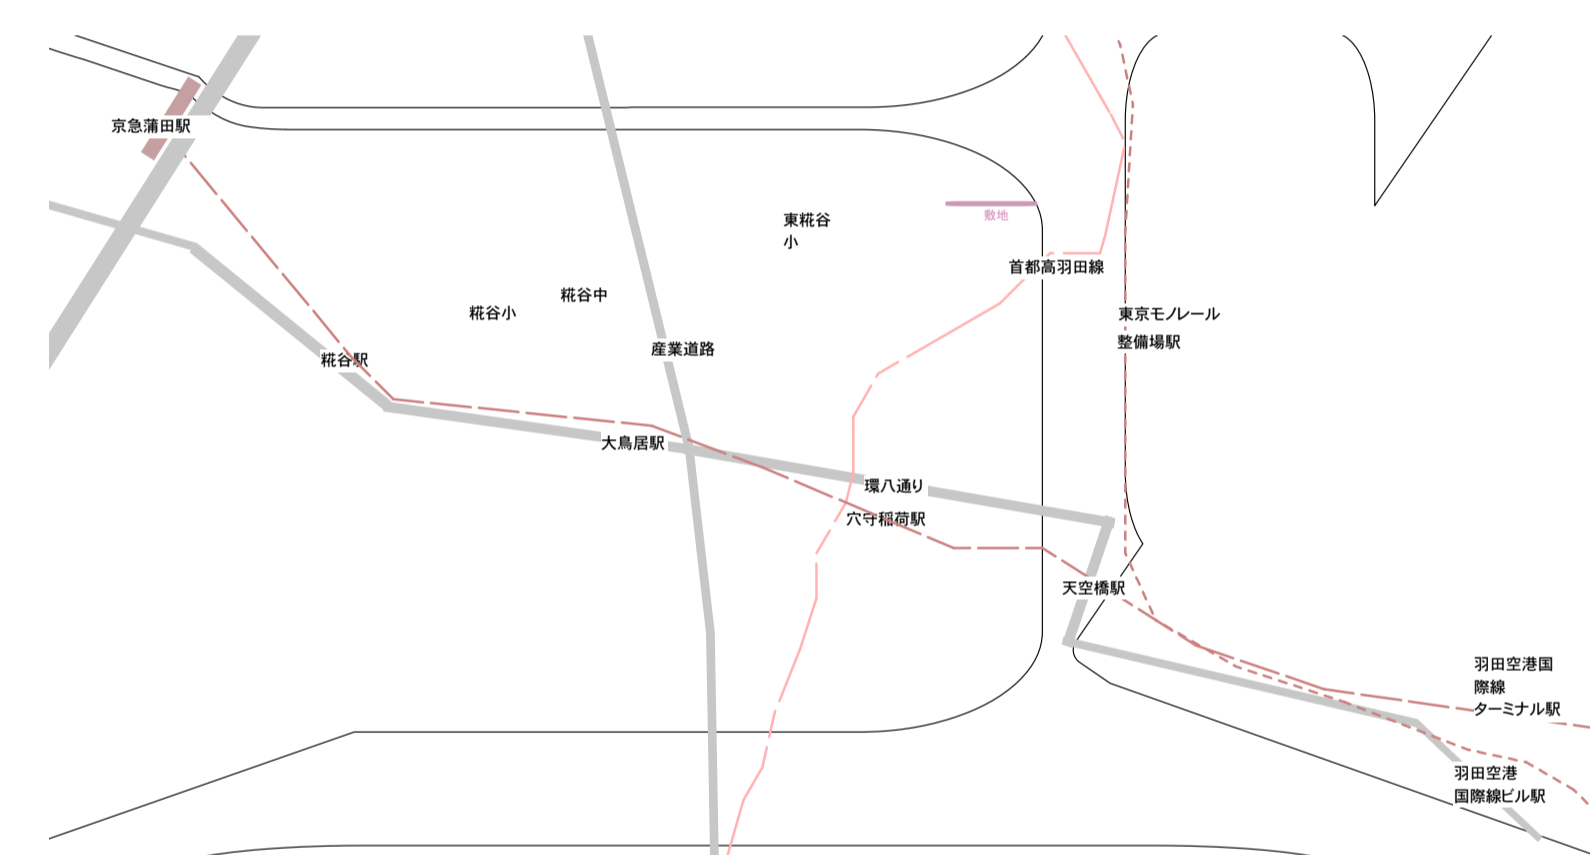 京急蒲田駅
東糀谷
小
敷地
首都高羽田線
糀谷中
糀谷小
東京モノレール
整備場駅
産業道路
糀谷駅
大鳥居駅
環八通り
穴守稲荷駅
天空橋駅
羽田空港国
際線
ターミナル駅
羽田空港
国際線ビル駅